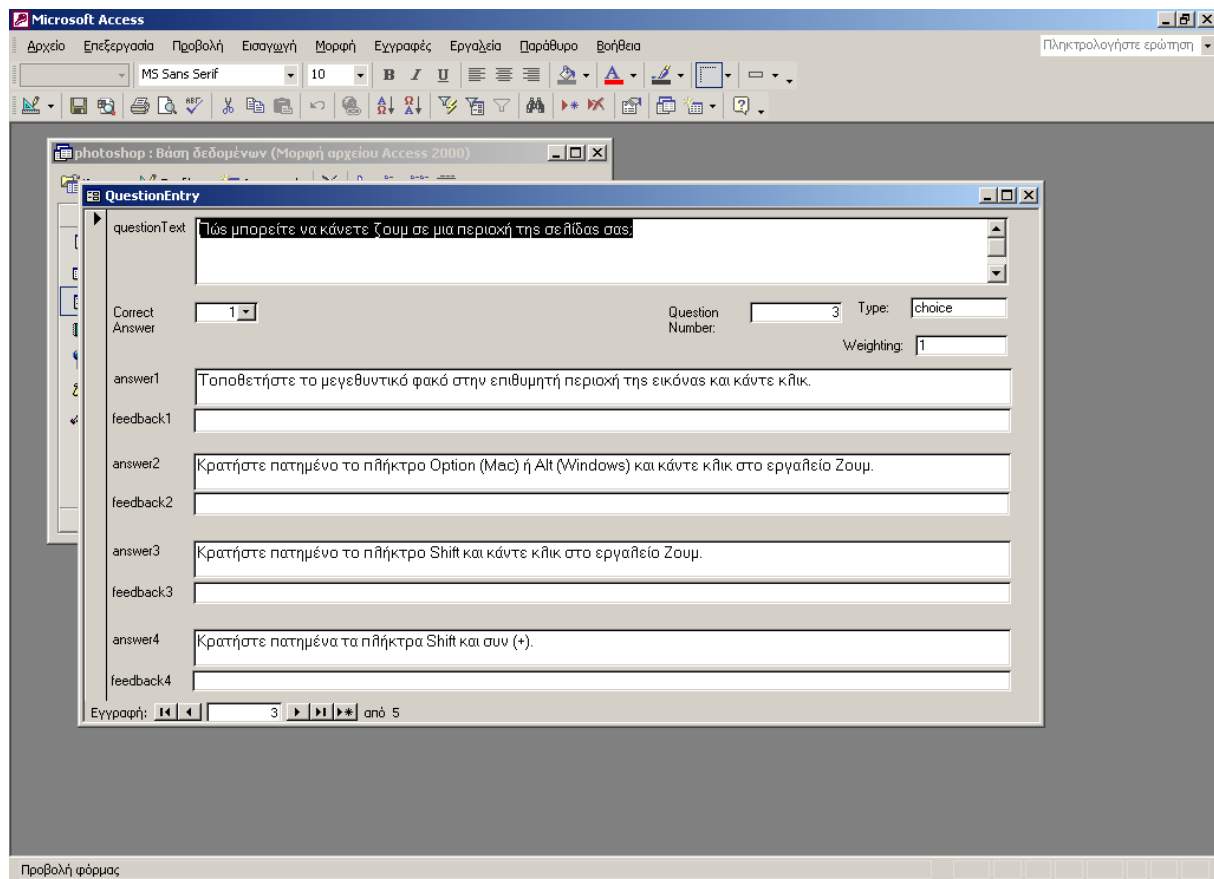 Microsoft Access
Αρχείο Επεξεργασία Προβολή Εισαγωγή Μορφή Εγγραφές Εργαλεία Παράθυρο Βοήθεια Πληκτρολογήστε ερώτηση
MS Sans Serif 10 B I U
photoshop : Βάση δεδομένων (Μορφή αρχείου Access 2000)
QuestionEntry
questionText Πώς μπορείτε να κάνετε ζουμ σε μια περιοχή της σελίδας σας;
Correct Answer 1 Question Number: 3 Type: choice
Weighting: 1
answer1 Τοποθετήστε το μεγεθυντικό φακό στην επιθυμητή περιοχή της εικόνας και κάντε κλικ.
feedback1
answer2 Κρατήστε πατημένο το πλήκτρο Option (Mac) ή Alt (Windows) και κάντε κλικ στο εργαλείο Ζουμ.
feedback2
answer3 Κρατήστε πατημένο το πλήκτρο Shift και κάντε κλικ στο εργαλείο Ζουμ.
feedback3
answer4 Κρατήστε πατημένα τα πλήκτρα Shift και συν (+).
feedback4
Εγγραφή: 3 από 5
Προβολή φόρμας